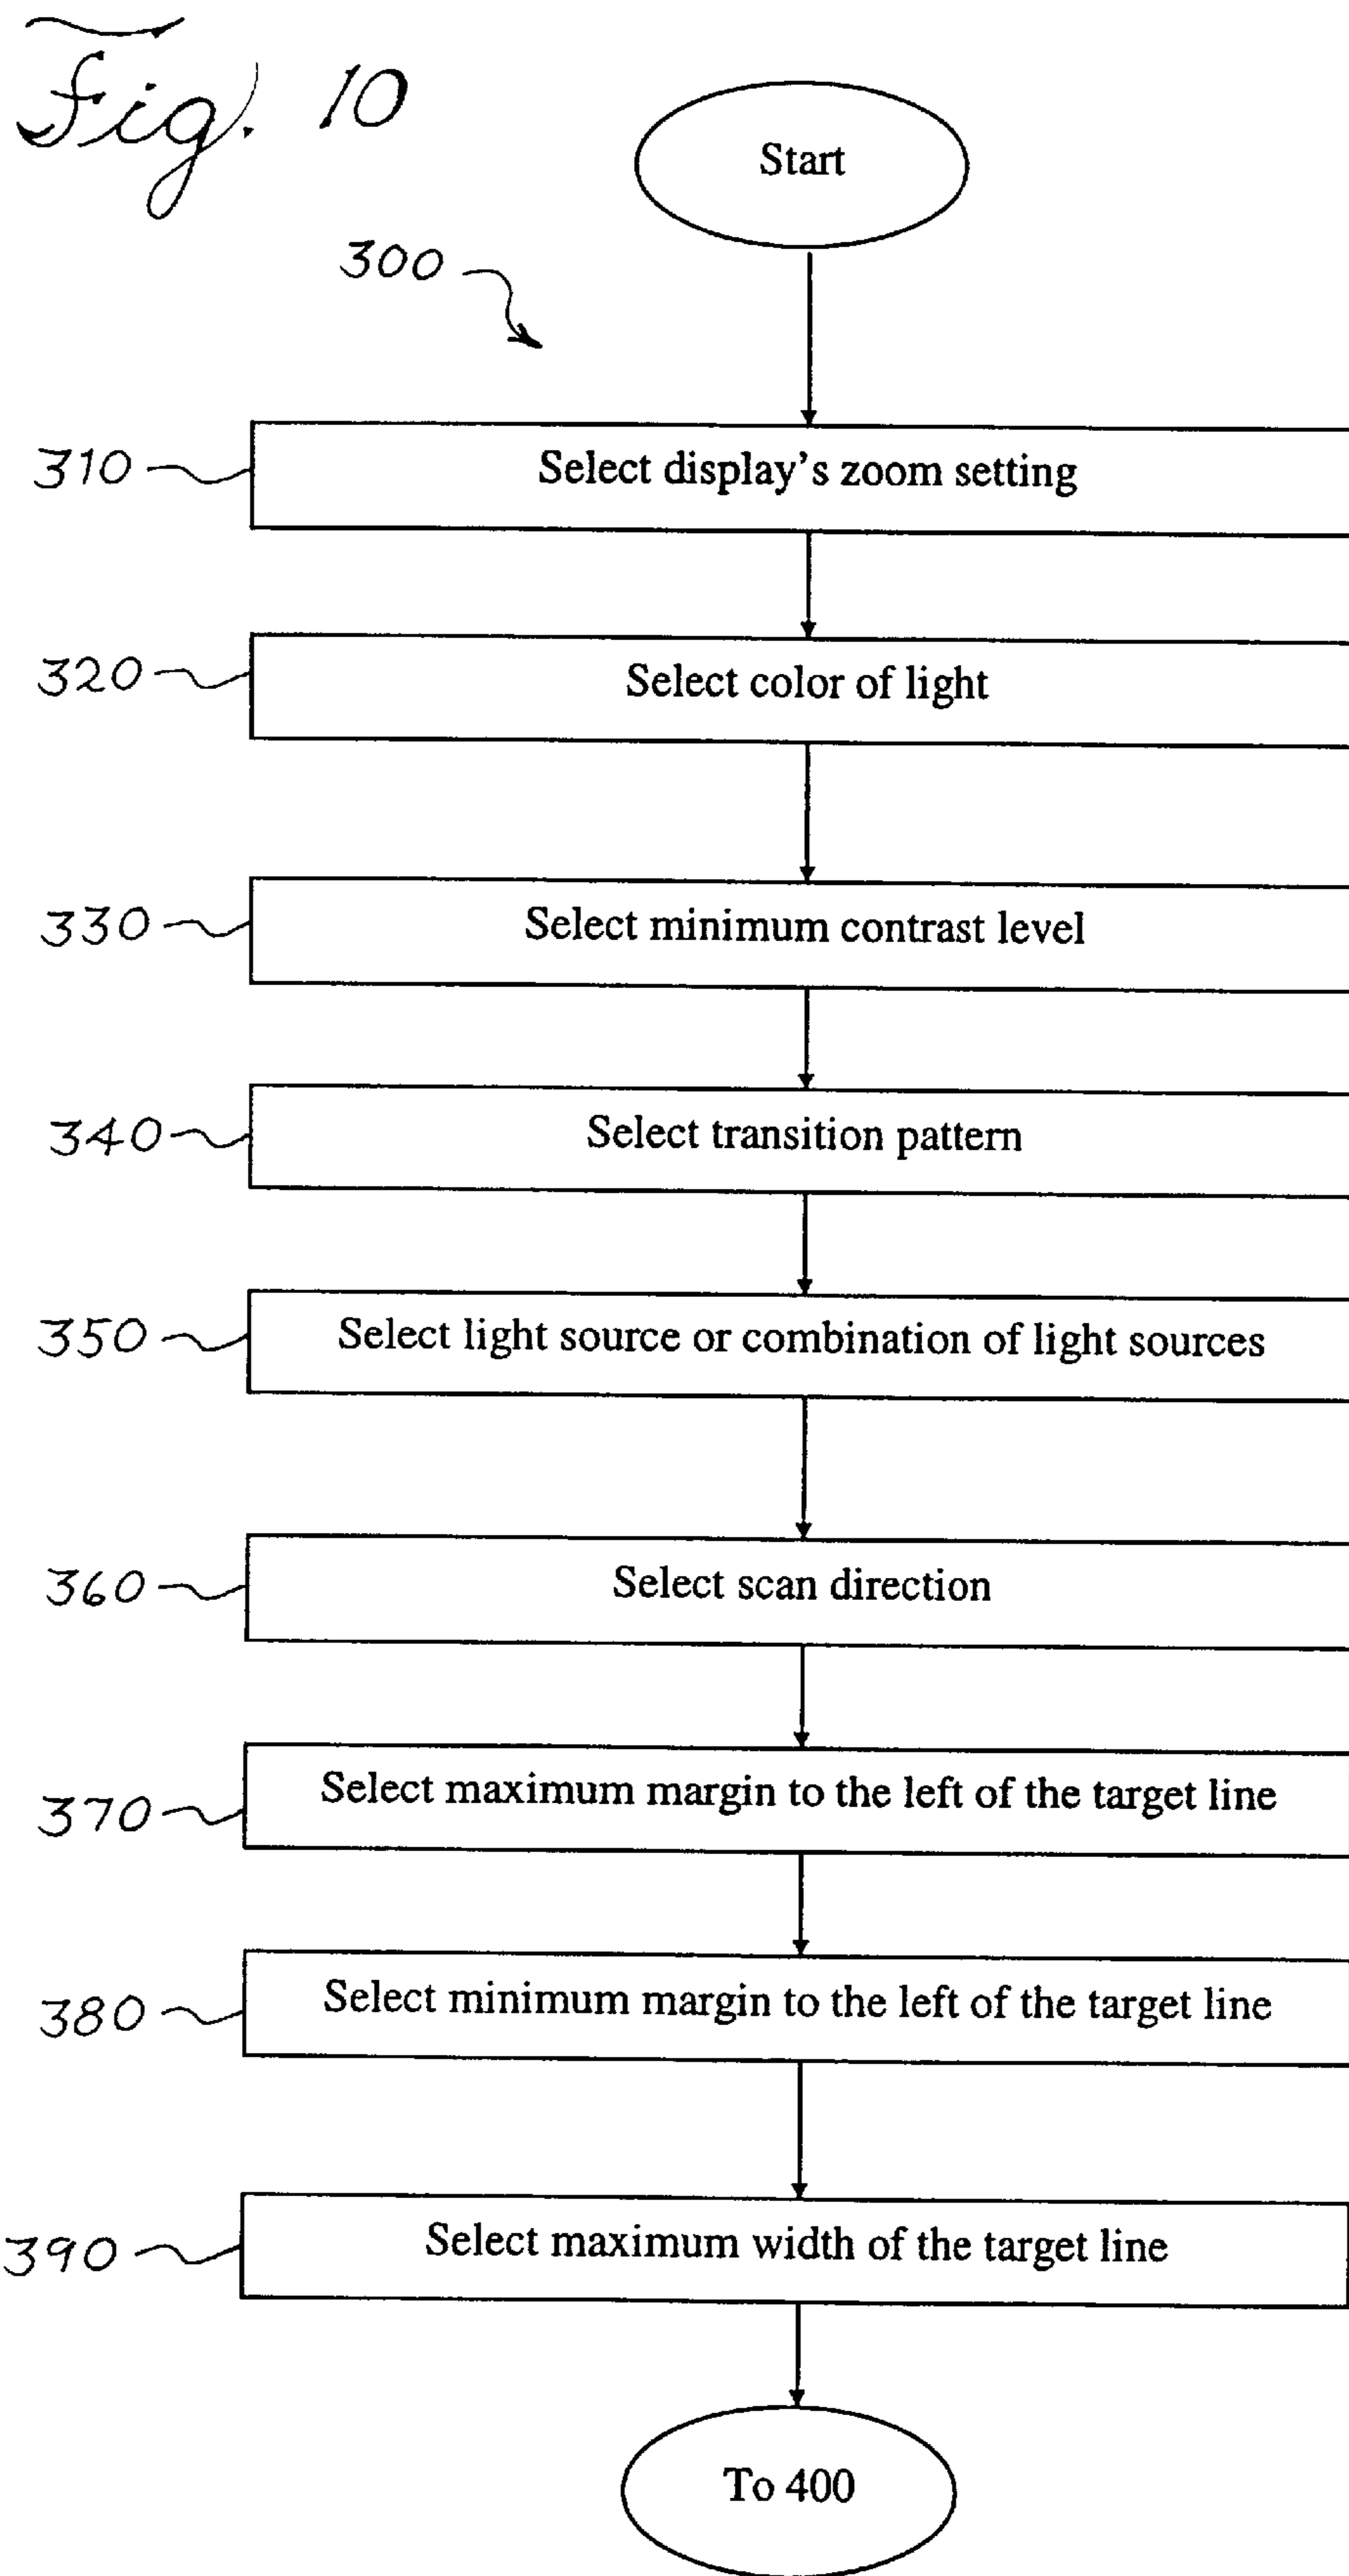 Fig. 10
Start
300
310
Select display's zoom setting
320
Select color of light
330
Select minimum contrast level
340
Select transition pattern
350
Select light source or combination of light sources
360
Select scan direction
370
Select maximum margin to the left of the target line
380
Select minimum margin to the left of the target line
390
Select maximum width of the target line
To 400